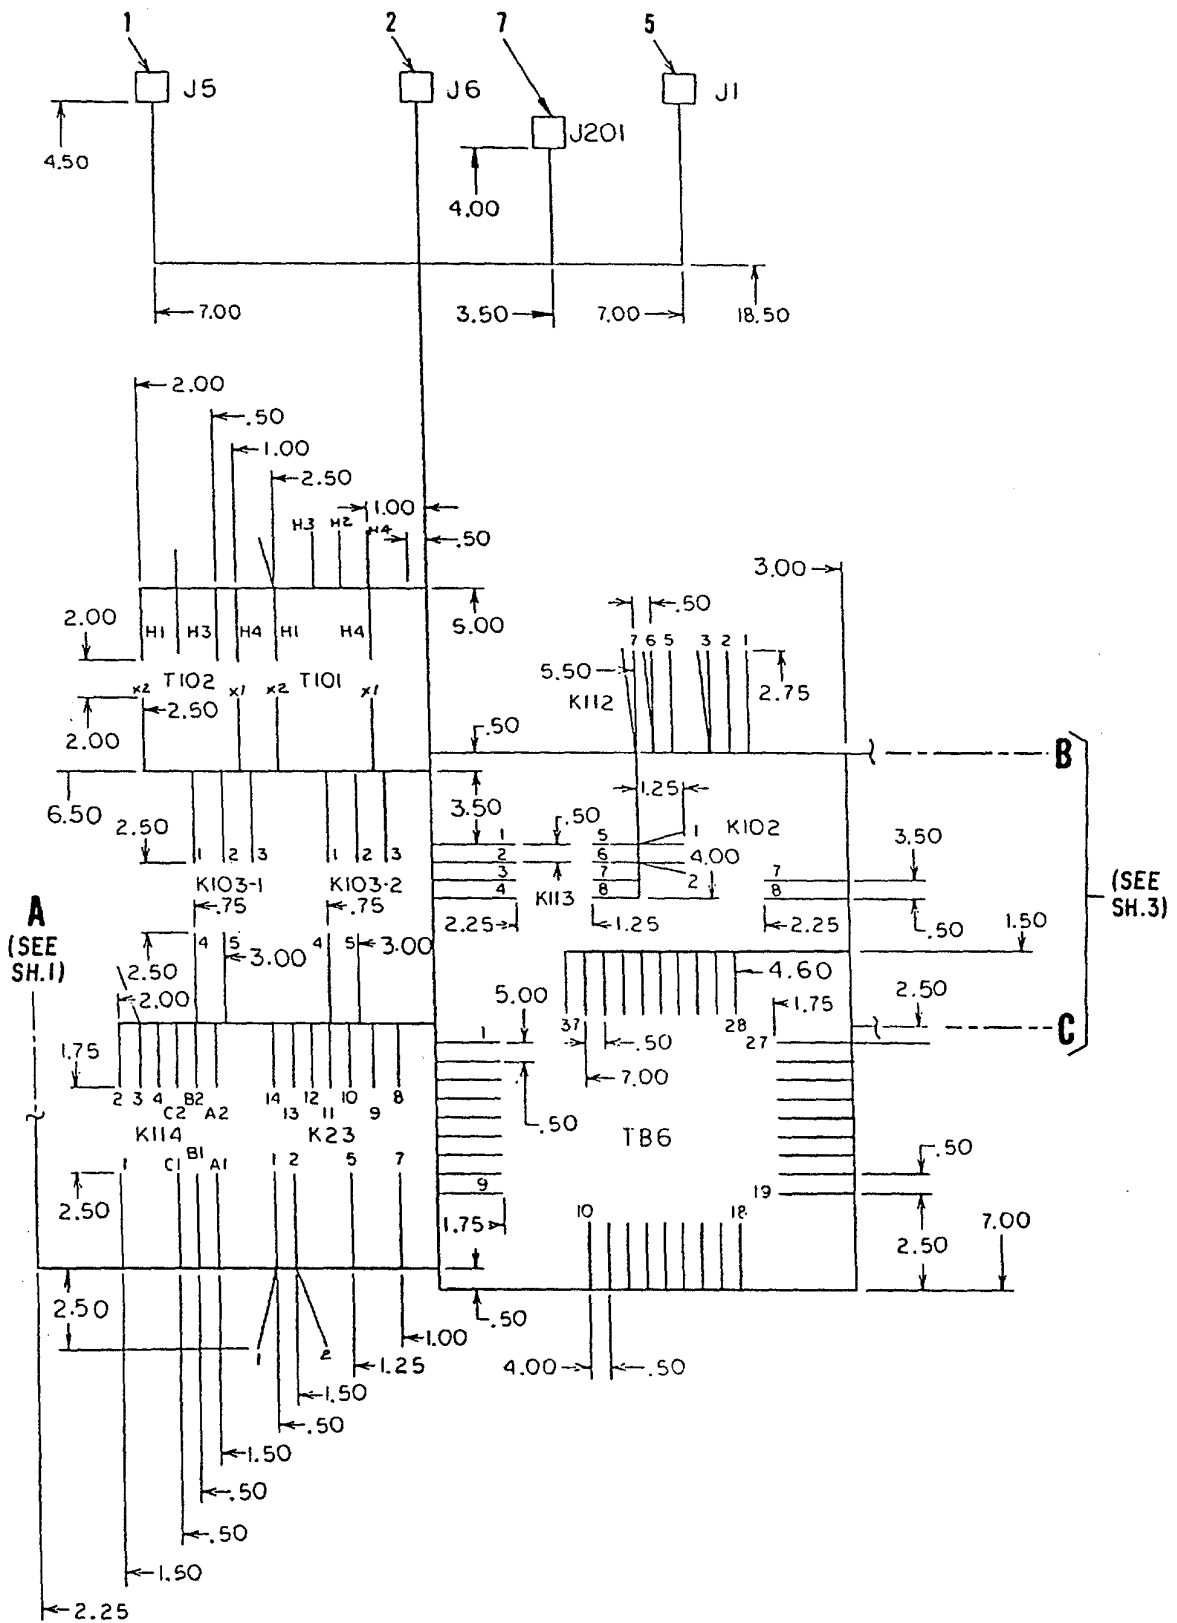 1 2 7 5
J5 J6 J201 J1
4.50 4.00
7.00 3.50 7.00 18.50
2.00
.50
1.00
2.50
1.00
H3 H2 H4 .50
3.00
2.00 5.00 .50
H1 H3 H4 H1 H4
7 6 5 3 2 1
5.50
T102 T101
K112 2.75
X2 X1 X2 X1
2.50
2.00 .50
B
6.50 3.50 1.25
2.50 .50
1 2 3 1 2 3
1 2 3 4
5 6 7 8
1 K102
4.00
2
7 8
3.50
K103-1 K103-2
K113
.75 .75
2.25 1.25 2.25 .50
(SEE
SH.3)
A
(SEE
SH.1)
4 5 4 5
3.00 3.00
1.50
2.50
4.60
2.00 5.00 1.75 2.50
37 28 27
C
.50
7.00
1.75
1 .50
2 3 4 C2 B2 A2
14 13 12 11 10 9 8
K114 K23
TB6
1 C1 B1 A1 1 2 5 7
9 19
.50
2.50
1.75
10 18
2.50 7.00
2.50 .50
1 2 1.00
4.00 .50
1.25
1.50
.50
1.50
.50
.50
1.50
2.25